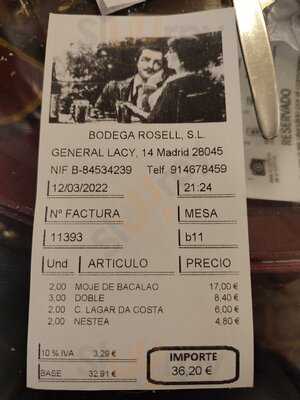 BODEGA ROSELL, S.L.
GENERAL LACY, 14 Madrid 28045
NIF B-84534239 Telf. 914678459
12/03/2022 21:24
Nº FACTURA MESA
11393 b11
Und ARTICULO PRECIO
2,00 MOJE DE BACALAO 17,00 €
3,00 DOBLE 8,40 €
2,00 C. LAGAR DA COSTA 6,00 €
2,00 NESTEA 4,80 €
10 % IVA 3,29 €
BASE 32,91 €
IMPORTE
36,20 €
RESERVADO